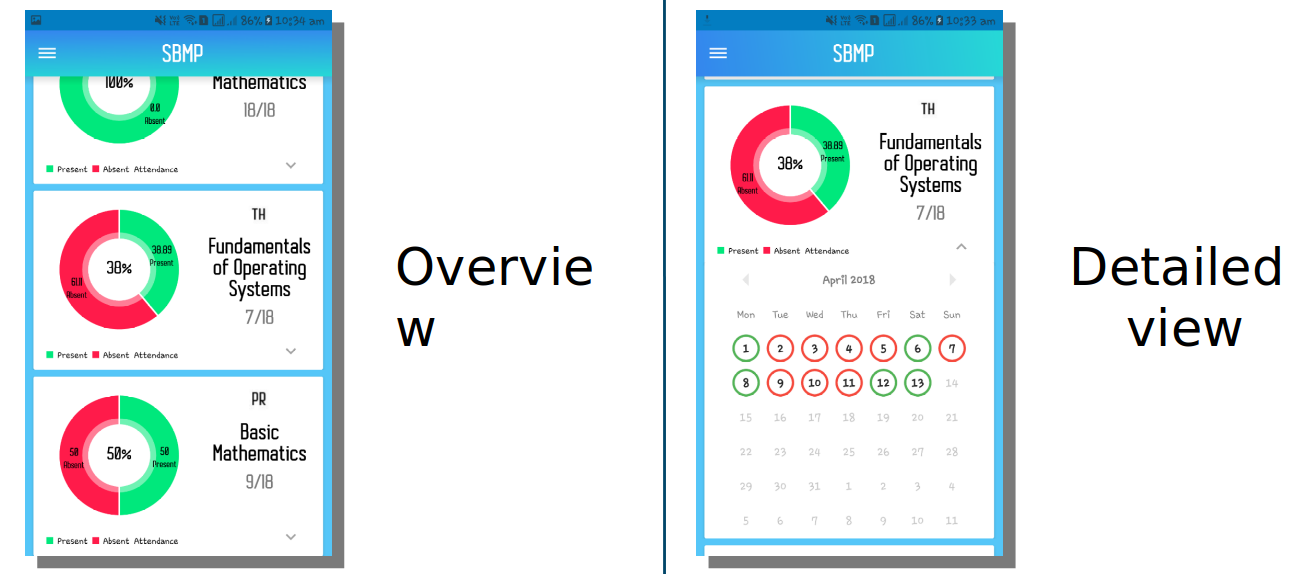 86% 10:34 am
SBMP
100%
0.0
Absent
Mathematics
18/18
Present Absent Attendance
TH
Fundamentals
of Operating
Systems
7/18
38%
38.89
Present
61.11
Absent
Present Absent Attendance
PR
Basic
Mathematics
9/18
50%
50
Absent
50
Present
Present Absent Attendance
Overvie
w
86% 10:33 am
SBMP
TH
Fundamentals
of Operating
Systems
7/18
38%
38.89
Present
61.11
Absent
Present Absent Attendance
April 2018
Mon Tue Wed Thu Fri Sat Sun
1 2 3 4 5 6 7
8 9 10 11 12 13 14
15 16 17 18 19 20 21
22 23 24 25 26 27 28
29 30 31 1 2 3 4
5 6 7 8 9 10 11
Detailed
view